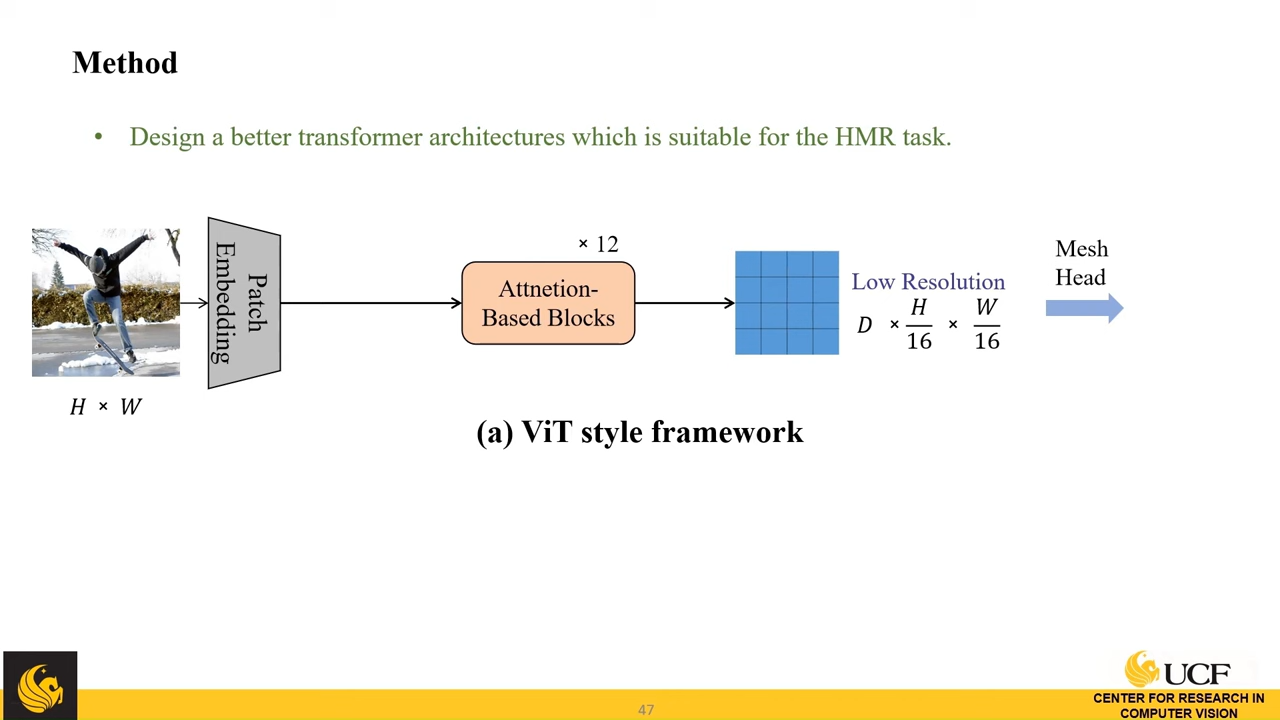 Method
• Design a better transformer architectures which is suitable for the HMR task.
Patch
Embedding
× 12
Attnetion-
Based Blocks
Low Resolution
D × H/16 × W/16
Mesh
Head
H × W
(a) ViT style framework
47
UCF
CENTER FOR RESEARCH IN
COMPUTER VISION